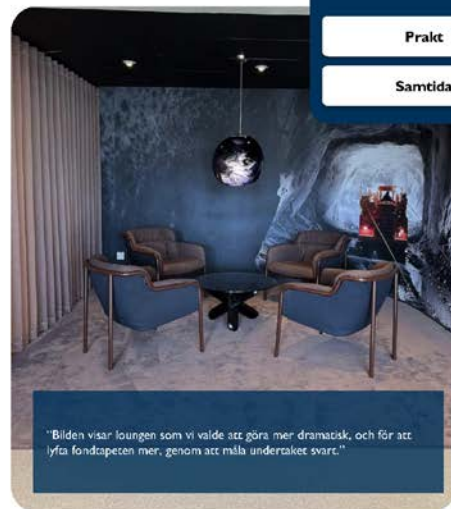 Prakt
Samtida
"Bilden visar loungen som vi valde att göra mer dramatisk, och för att
lyfta fondtapeten mer, genom att måla undertaket svart."